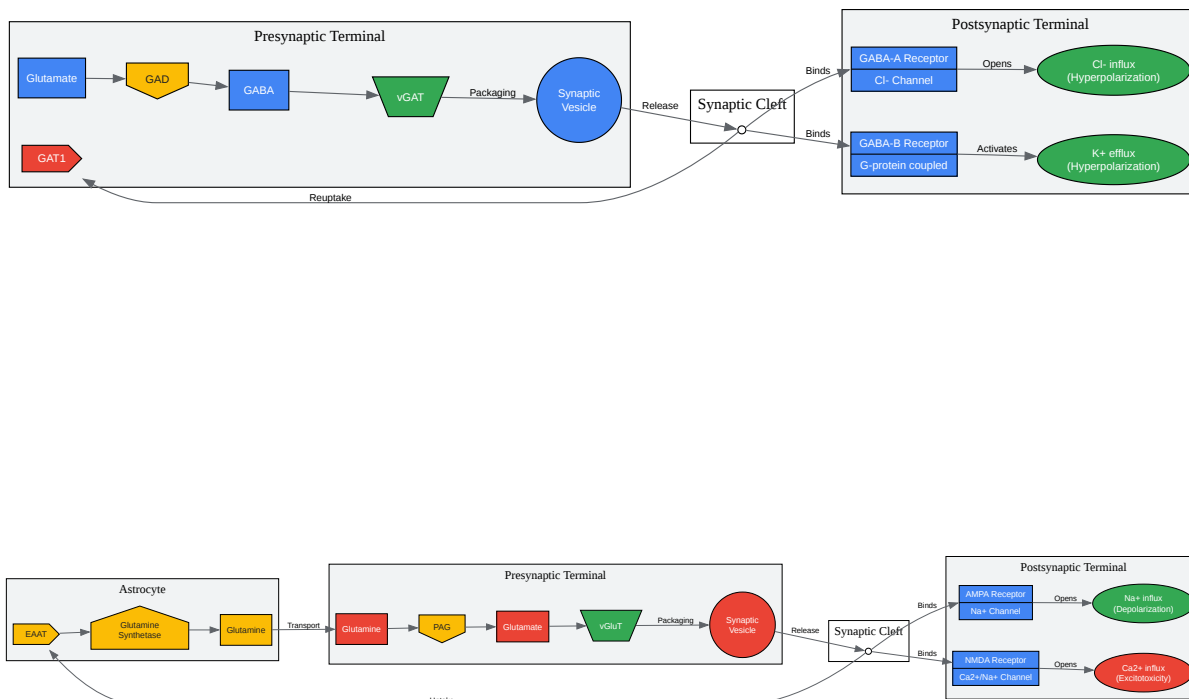 Presynaptic Terminal
Glutamate
GAD
GABA
vGAT
Packaging
Synaptic
Vesicle
GAT1
Reuptake
Release
Synaptic Cleft
Binds
Binds
Postsynaptic Terminal
GABA-A Receptor
Cl- Channel
Opens
Cl- influx
(Hyperpolarization)
GABA-B Receptor
G-protein coupled
Activates
K+ efflux
(Hyperpolarization)
Astrocyte
EAAT
Glutamine
Synthetase
Glutamine
Transport
Presynaptic Terminal
Glutamine
PAG
Glutamate
vGluT
Packaging
Synaptic
Vesicle
Release
Synaptic Cleft
Binds
Binds
Postsynaptic Terminal
AMPA Receptor
Na+ Channel
Opens
Na+ influx
(Depolarization)
NMDA Receptor
Ca2+/Na+ Channel
Opens
Ca2+ influx
(Excitotoxicity)